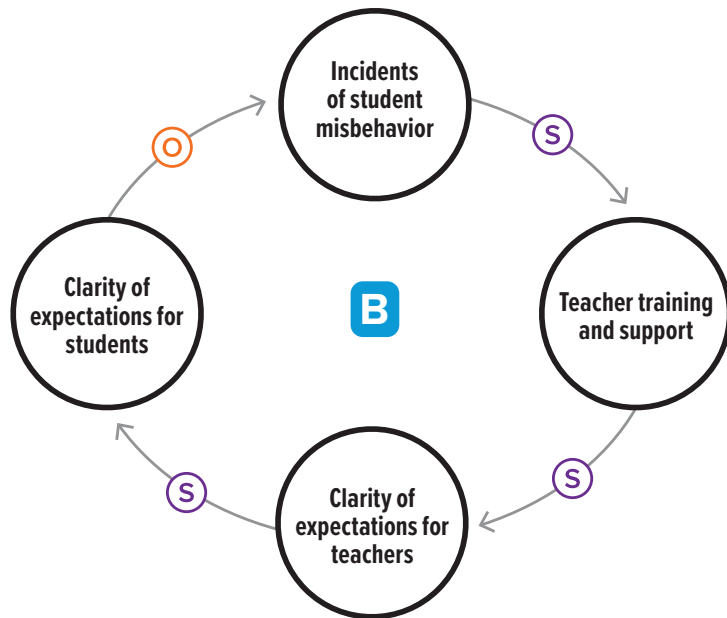 Incidents
of student
misbehavior
O
S
Clarity of
expectations for
students
B
Teacher training
and support
S
S
Clarity of
expectations for
teachers